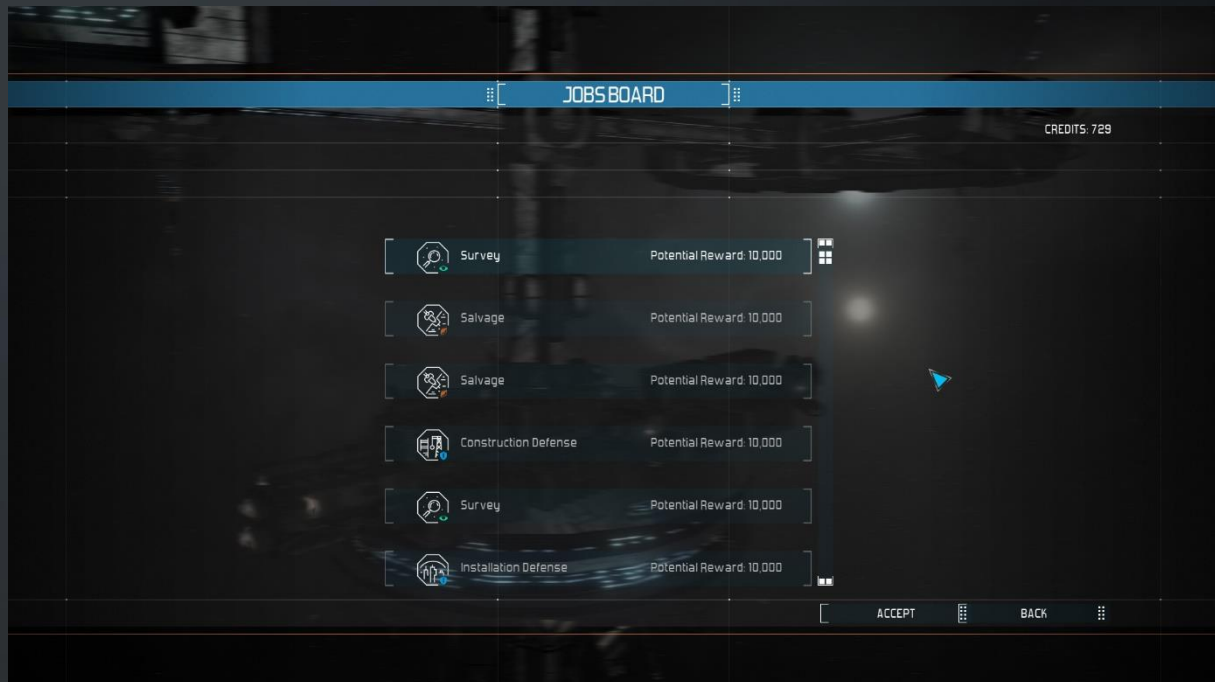 JOBS BOARD
CREDITS: 729
Survey Potential Reward: 10,000
Salvage Potential Reward: 10,000
Salvage Potential Reward: 10,000
Construction Defense Potential Reward: 10,000
Survey Potential Reward: 10,000
Installation Defense Potential Reward: 10,000
ACCEPT BACK